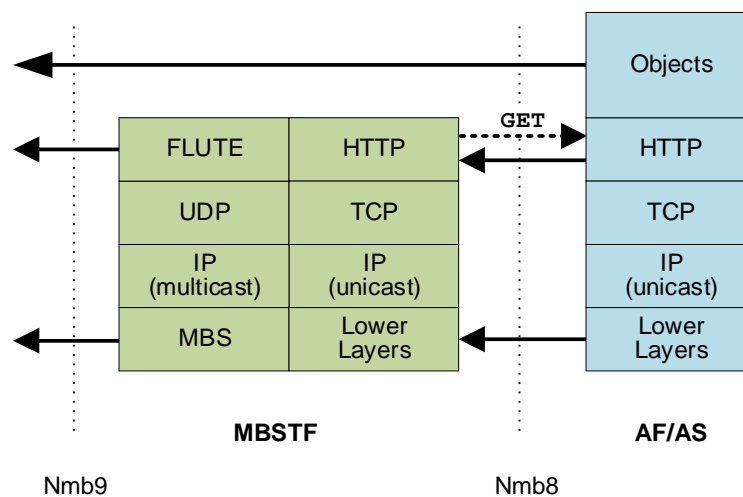 Objects
GET
FLUTE
HTTP
HTTP
UDP
TCP
TCP
IP
(multicast)
IP
(unicast)
IP
(unicast)
MBS
Lower
Layers
Lower
Layers
MBSTF
AF/AS
Nmb9
Nmb8